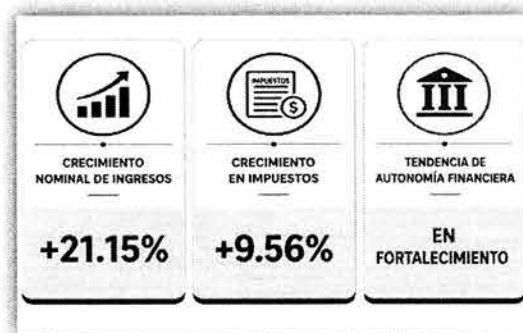 IMPUESTOS
$
CRECIMIENTO
NOMINAL DE INGRESOS
+21.15%
CRECIMIENTO
EN IMPUESTOS
+9.56%
TENDENCIA DE
AUTONOMÍA FINANCIERA
EN
FORTALECIMIENTO